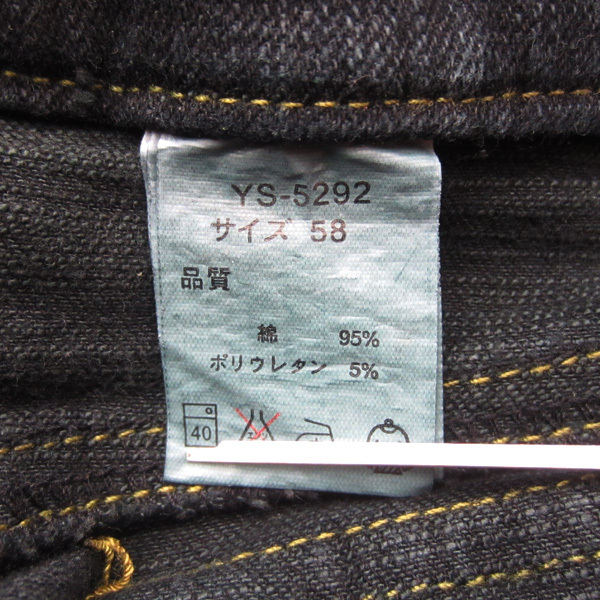 YS-5292
サイズ 58
品質
綿 95%
ポリウレタン 5%
40